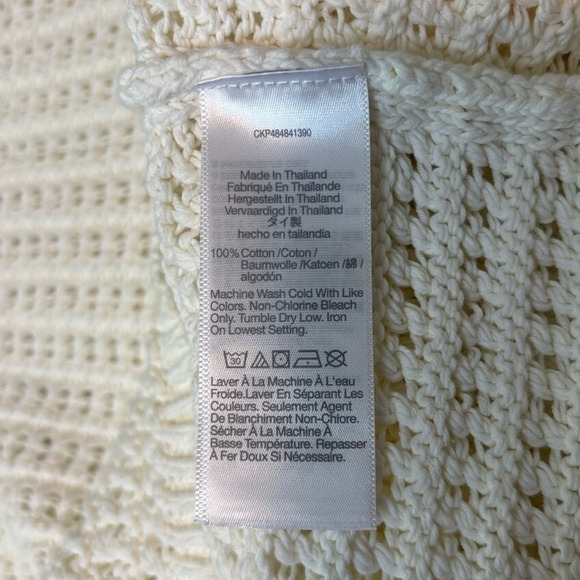 CKP484841390
Made In Thailand
Fabriqué En Thaïlande
Hergestellt In Thailand
Vervaardigd In Thailand
タイ製
hecho en tailandia
100% Cotton /Coton /
Baumwolle /Katoen /綿 /
algodón
Machine Wash Cold With Like
Colors. Non-Chlorine Bleach
Only. Tumble Dry Low. Iron
On Lowest Setting.
30
Laver À La Machine À L'eau
Froide.Laver En Séparant Les
Couleurs. Seulement Agent
De Blanchiment Non-Chlore.
Sécher À La Machine À
Basse Température. Repasser
À Fer Doux Si Nécessaire.